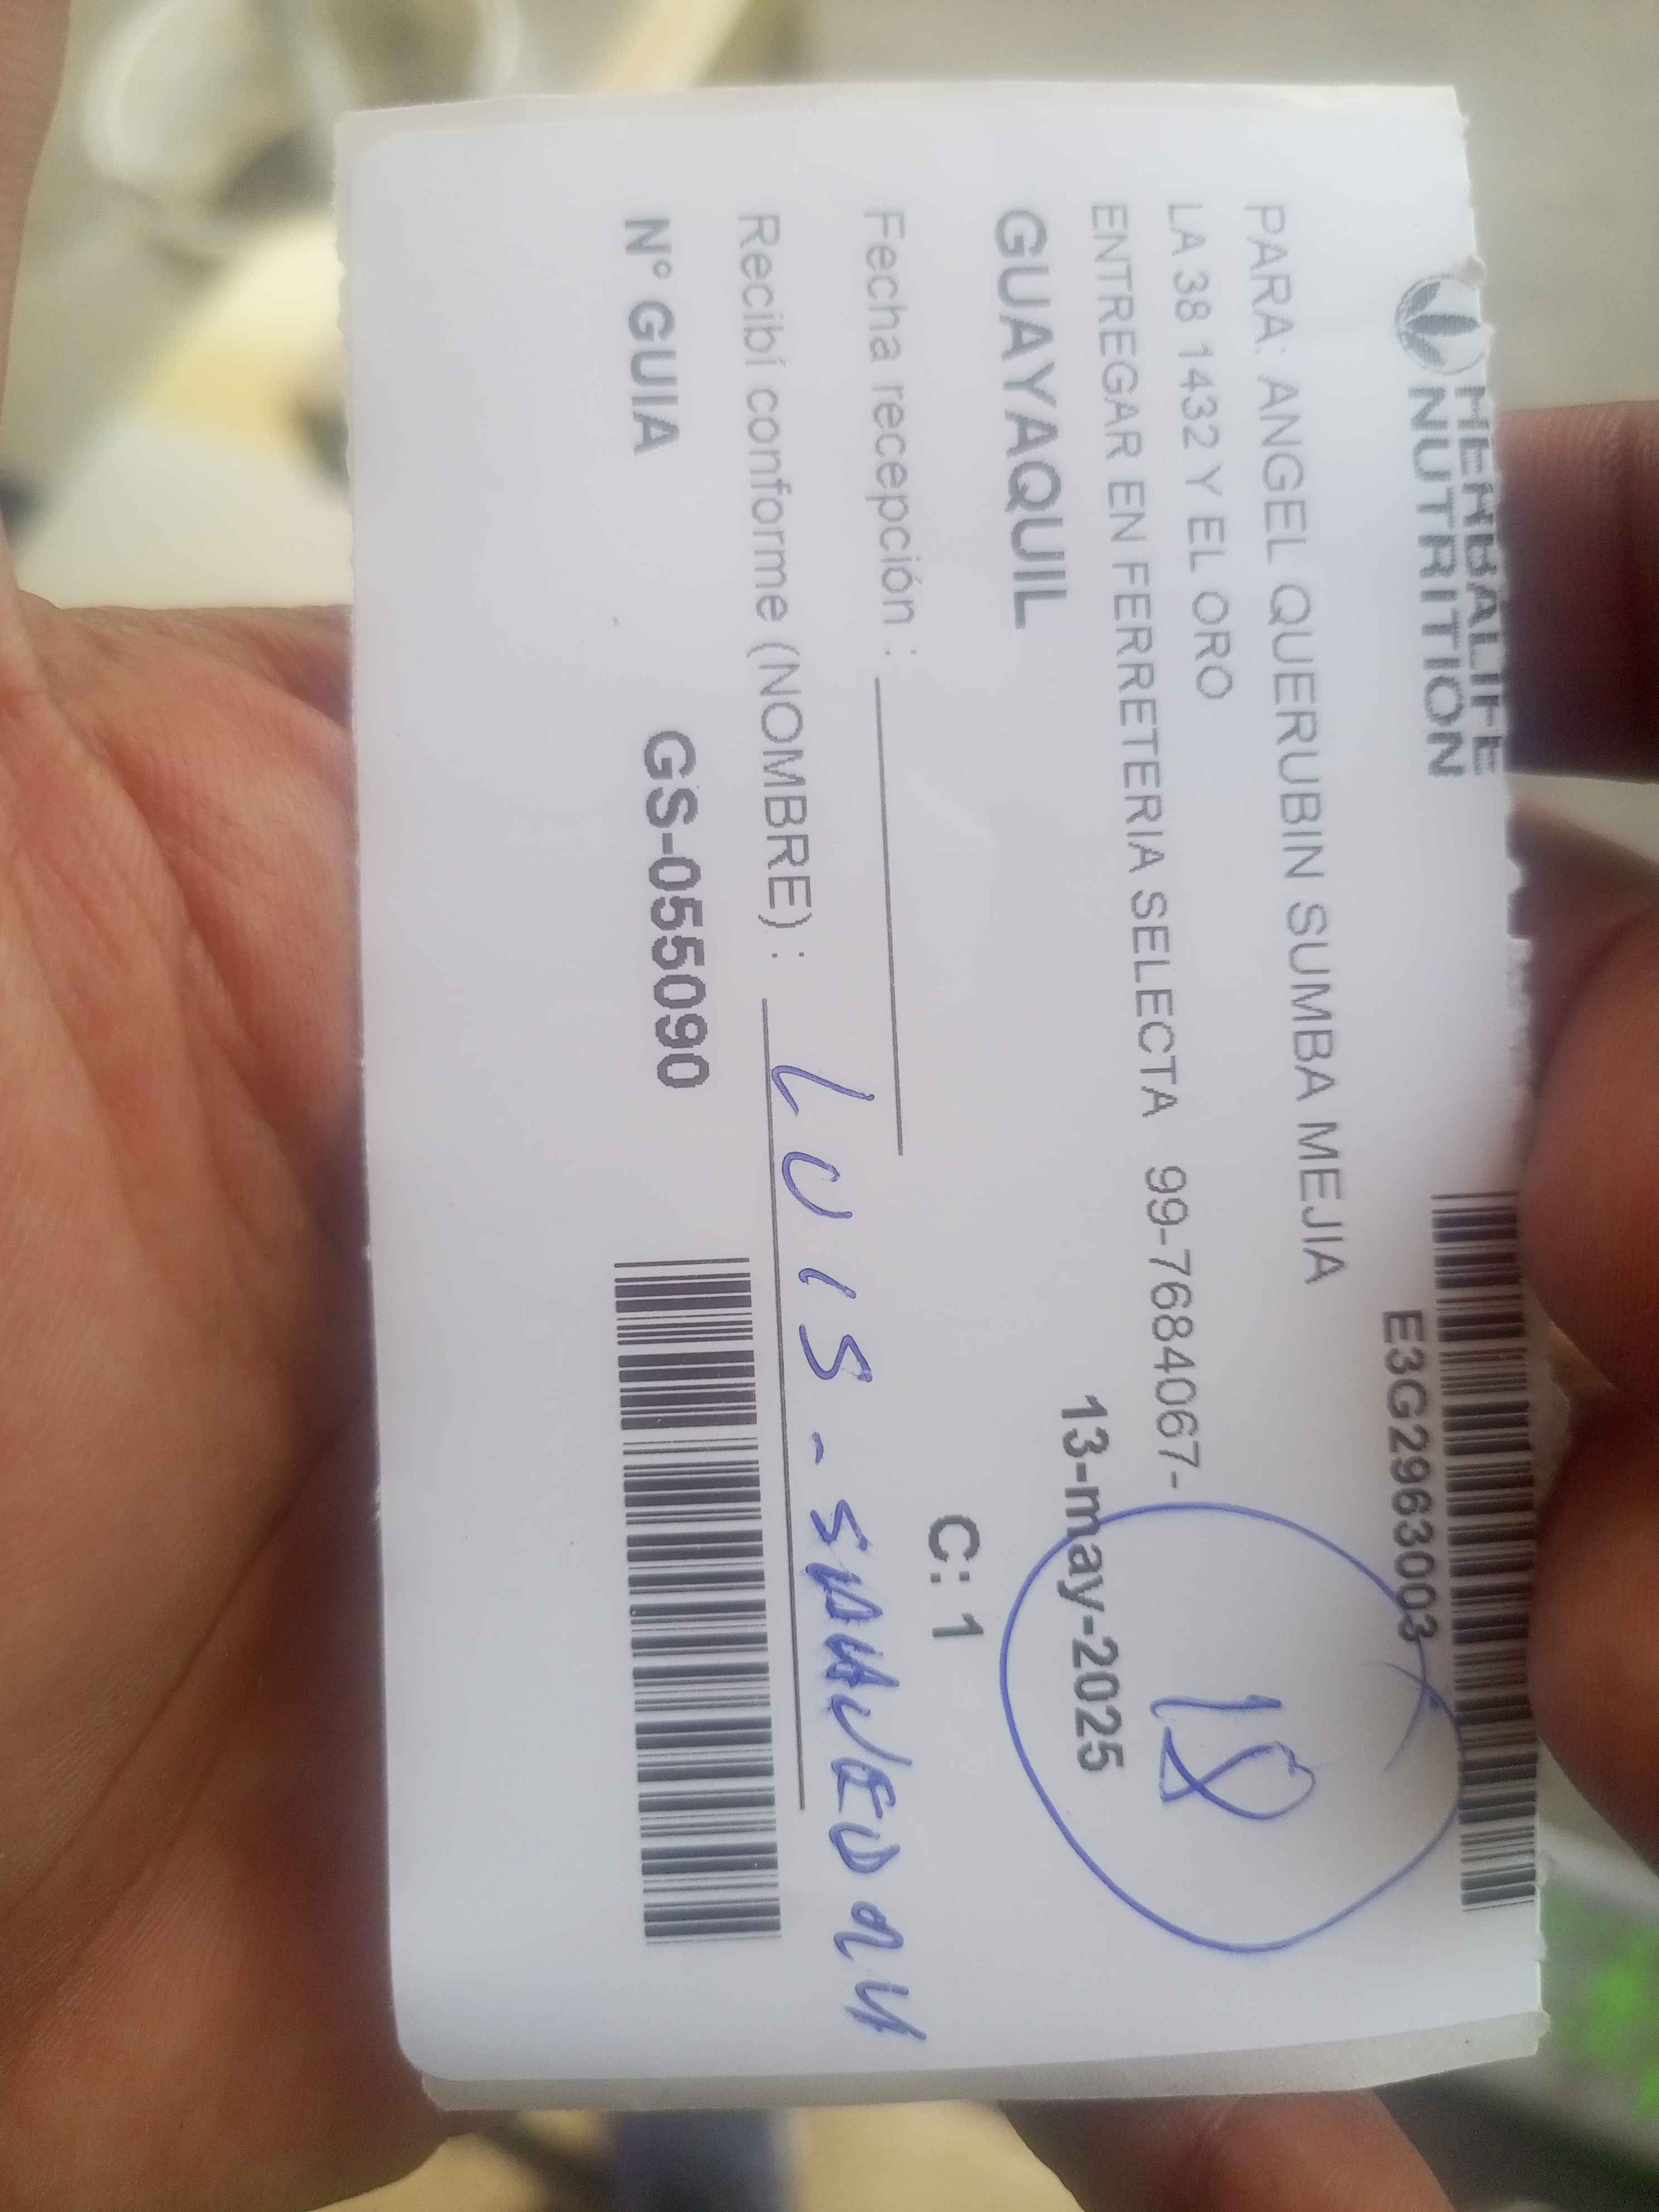 HERBALIFE
NUTRITION
E3G2963003
PARA: ANGEL QUERUBIN SUMBA MEJIA
LA 38 1432 Y EL ORO
18
ENTREGAR EN FERRETERIA SELECTA 99-7684067-
GUAYAQUIL
13-may-2025
C: 1
Fecha recepción :
Recibí conforme (NOMBRE) : LUIS -
N° GUIA GS-055090